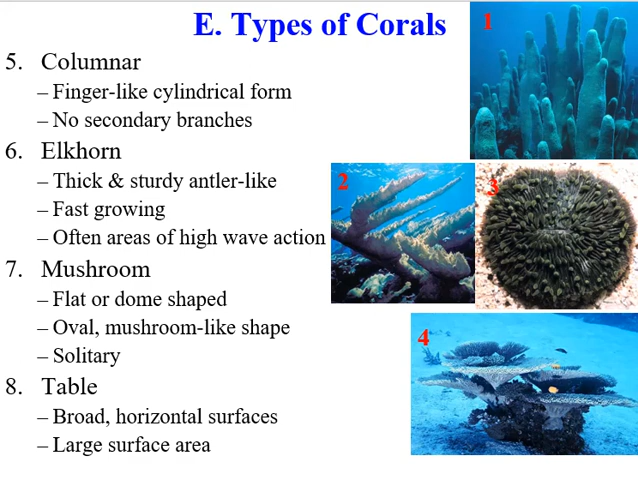 E. Types of Corals
5. Columnar
– Finger-like cylindrical form
– No secondary branches
6. Elkhorn
– Thick & sturdy antler-like
– Fast growing
– Often areas of high wave action
7. Mushroom
– Flat or dome shaped
– Oval, mushroom-like shape
– Solitary
8. Table
– Broad, horizontal surfaces
– Large surface area
1
2
3
4